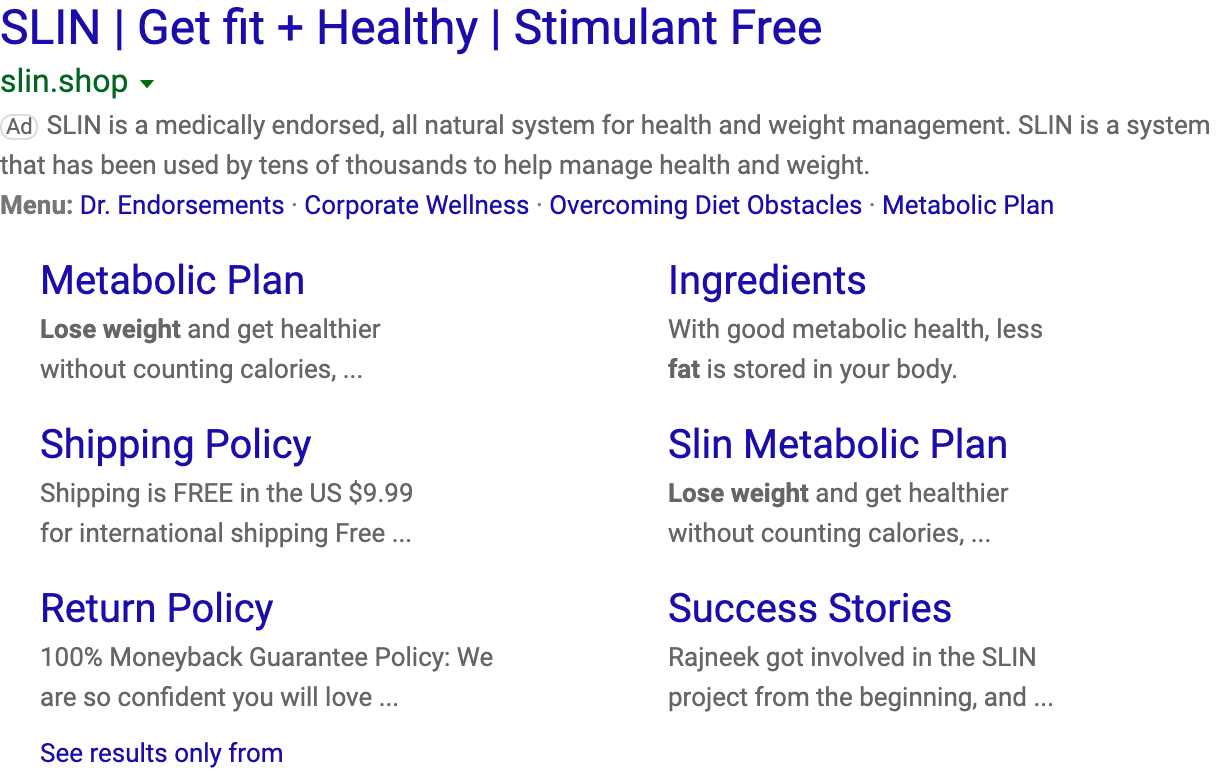 SLIN | Get fit + Healthy | Stimulant Free
slin.shop
Ad SLIN is a medically endorsed, all natural system for health and weight management. SLIN is a system
that has been used by tens of thousands to help manage health and weight.
Menu: Dr. Endorsements · Corporate Wellness · Overcoming Diet Obstacles · Metabolic Plan
Metabolic Plan
Lose weight and get healthier
without counting calories, ...
Ingredients
With good metabolic health, less
fat is stored in your body.
Shipping Policy
Shipping is FREE in the US $9.99
for international shipping Free ...
Slin Metabolic Plan
Lose weight and get healthier
without counting calories, ...
Return Policy
100% Moneyback Guarantee Policy: We
are so confident you will love ...
Success Stories
Rajneek got involved in the SLIN
project from the beginning, and ...
See results only from